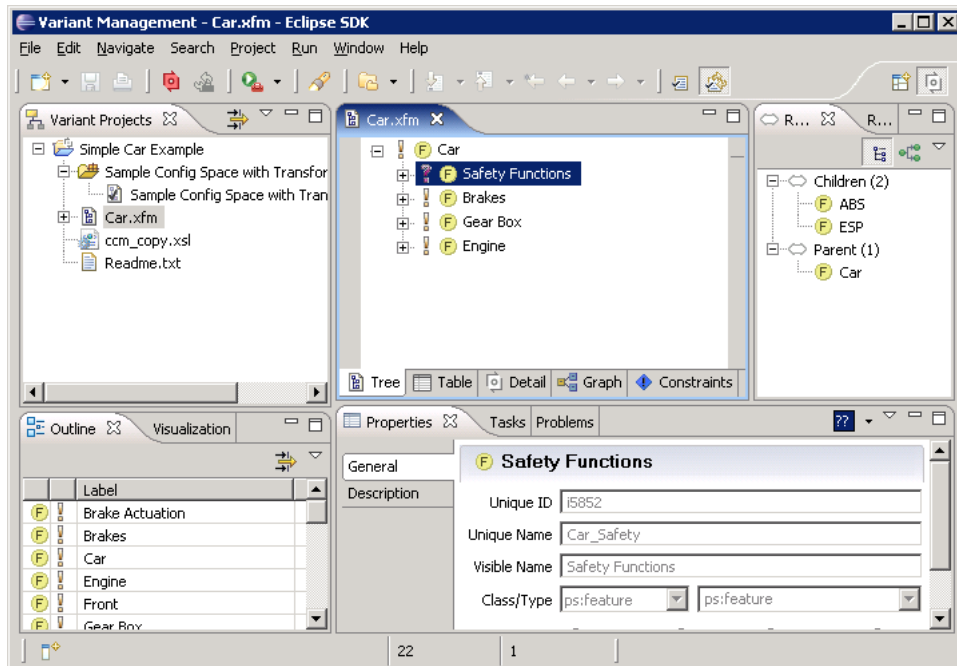 Variant Management - Car.xfm - Eclipse SDK
File Edit Navigate Search Project Run Window Help
Variant Projects
Simple Car Example
Sample Config Space with Transfor
Sample Config Space with Tran
Car.xfm
ccm_copy.xsl
Readme.txt
Car.xfm
Car
Safety Functions
Brakes
Gear Box
Engine
Tree Table Detail Graph Constraints
R... R...
Children (2)
ABS
ESP
Parent (1)
Car
Outline Visualization
Label
Brake Actuation
Brakes
Car
Engine
Front
Gear Box
Properties Tasks Problems
??
General
Description
F Safety Functions
Unique ID i5852
Unique Name Car_Safety
Visible Name Safety Functions
Class/Type ps:feature ps:feature
22 1